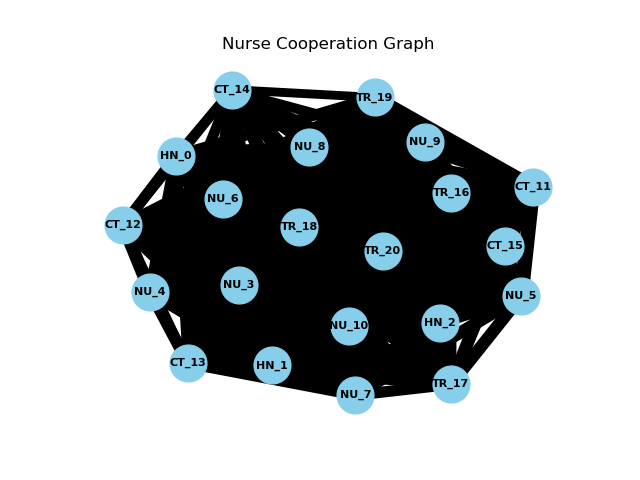 Nurse Cooperation Graph
CT_14
TR_19
NU_9
NU_8
HN_0
CT_11
TR_16
NU_6
CT_12
TR_18
CT_15
TR_20
NU_3
NU_4
NU_5
HN_2
NU_10
CT_13
HN_1
TR_17
NU_7